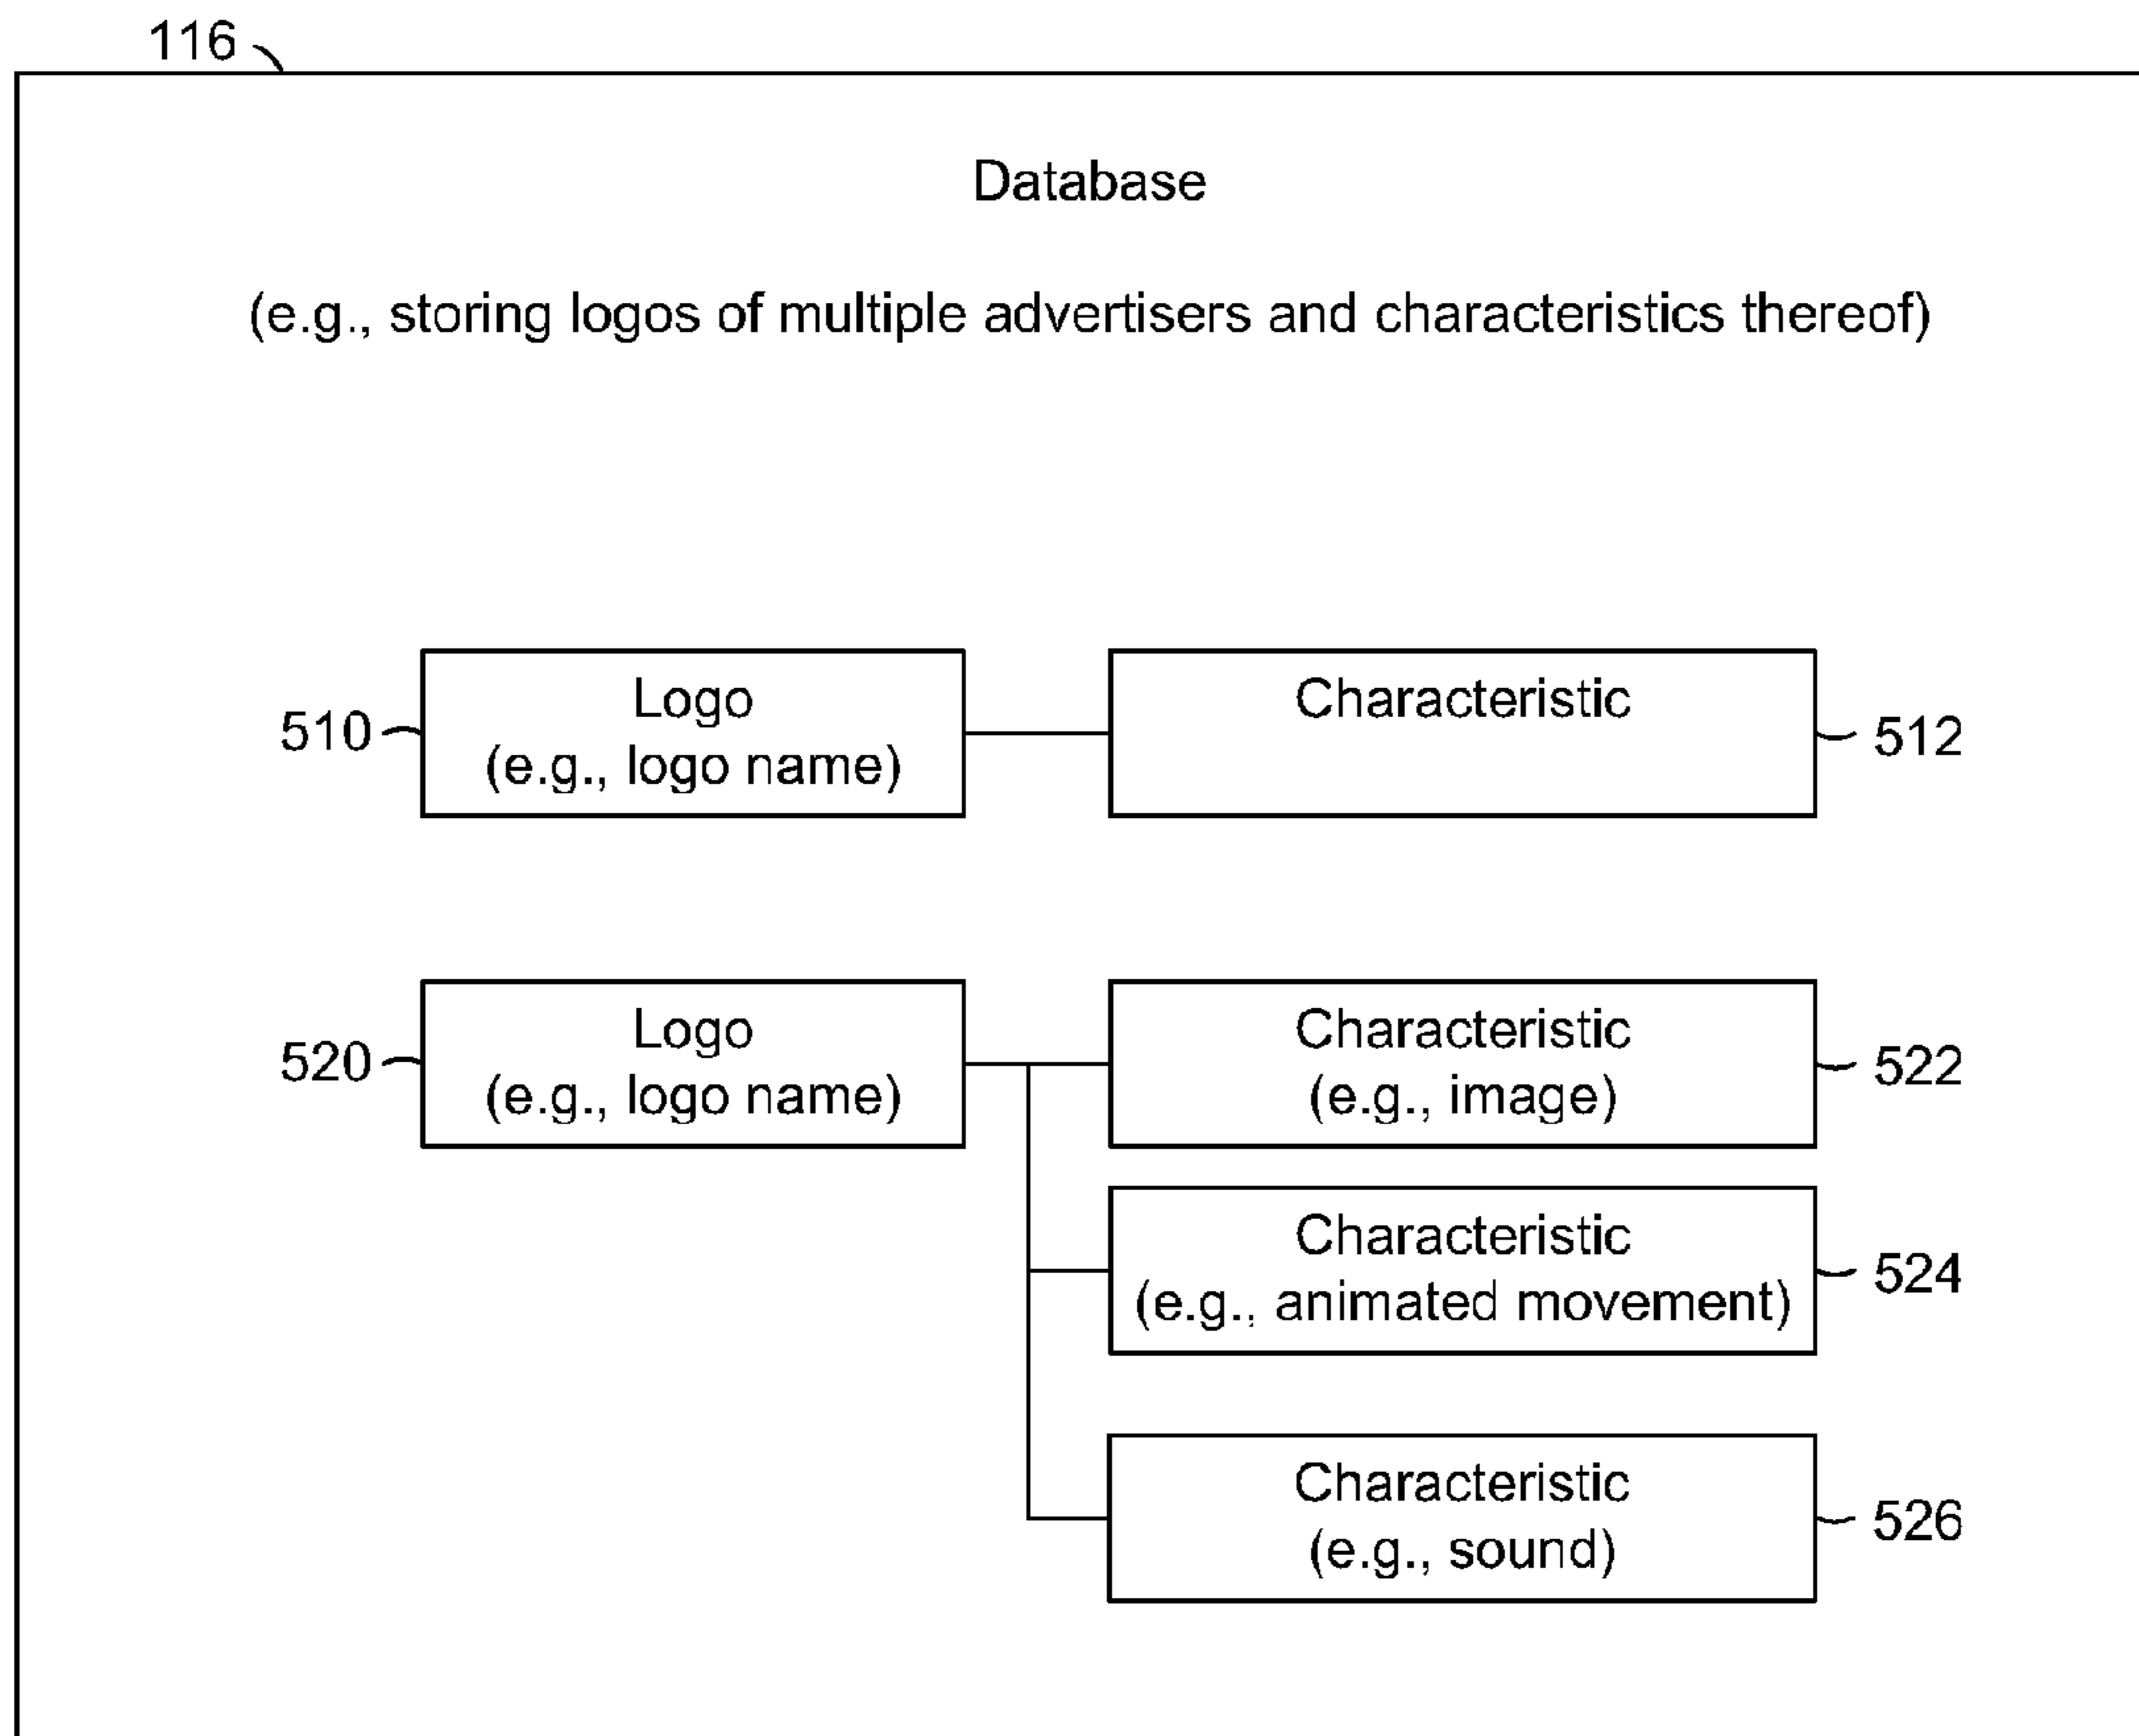 116
Database
(e.g., storing logos of multiple advertisers and characteristics thereof)
510
Logo
(e.g., logo name)
Characteristic
512
520
Logo
(e.g., logo name)
Characteristic
(e.g., image)
522
Characteristic
(e.g., animated movement)
524
Characteristic
(e.g., sound)
526